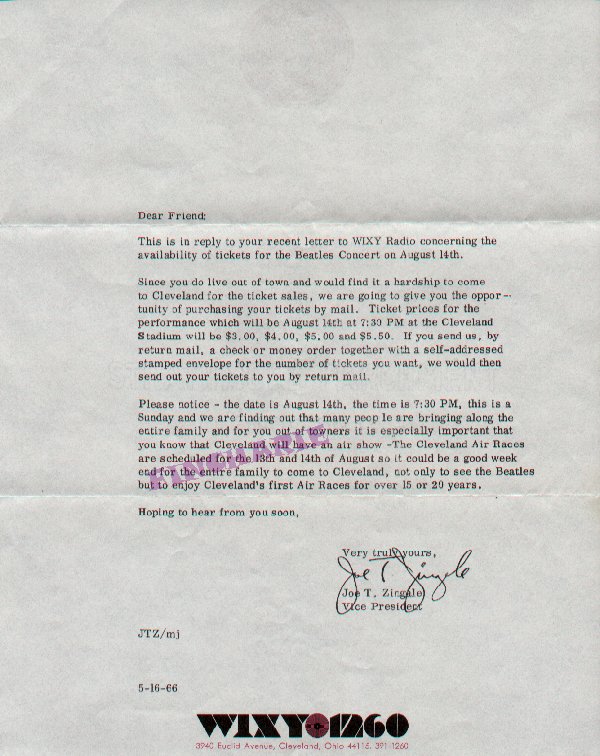 Dear Friend:
This is in reply to your recent letter to WIXY Radio concerning the
availability of tickets for the Beatles Concert on August 14th.
Since you do live out of town and would find it a hardship to come
to Cleveland for the ticket sales, we are going to give you the oppor-
tunity of purchasing your tickets by mail. Ticket prices for the
performance which will be August 14th at 7:30 PM at the Cleveland
Stadium will be $3.00, $4.00, $5.00 and $5.50. If you send us, by
return mail, a check or money order together with a self-addressed
stamped envelope for the number of tickets you want, we would then
send out your tickets to you by return mail.
Please notice - the date is August 14th, the time is 7:30 PM, this is a
Sunday and we are finding out that many people are bringing along the
entire family and for you out of towners it is especially important that
you know that Cleveland will have an air show -The Cleveland Air Races
are scheduled for the 13th and 14th of August so it could be a good week
end for the entire family to come to Cleveland, not only to see the Beatles
but to enjoy Cleveland's first Air Races for over 15 or 20 years.
Hoping to hear from you soon,
Very truly yours,
Joe T. Zingale
Joe T. Zingale
Vice President
JTZ/mj
5-16-66
WIXY 1260
3940 Euclid Avenue, Cleveland, Ohio 44115. 391-1260